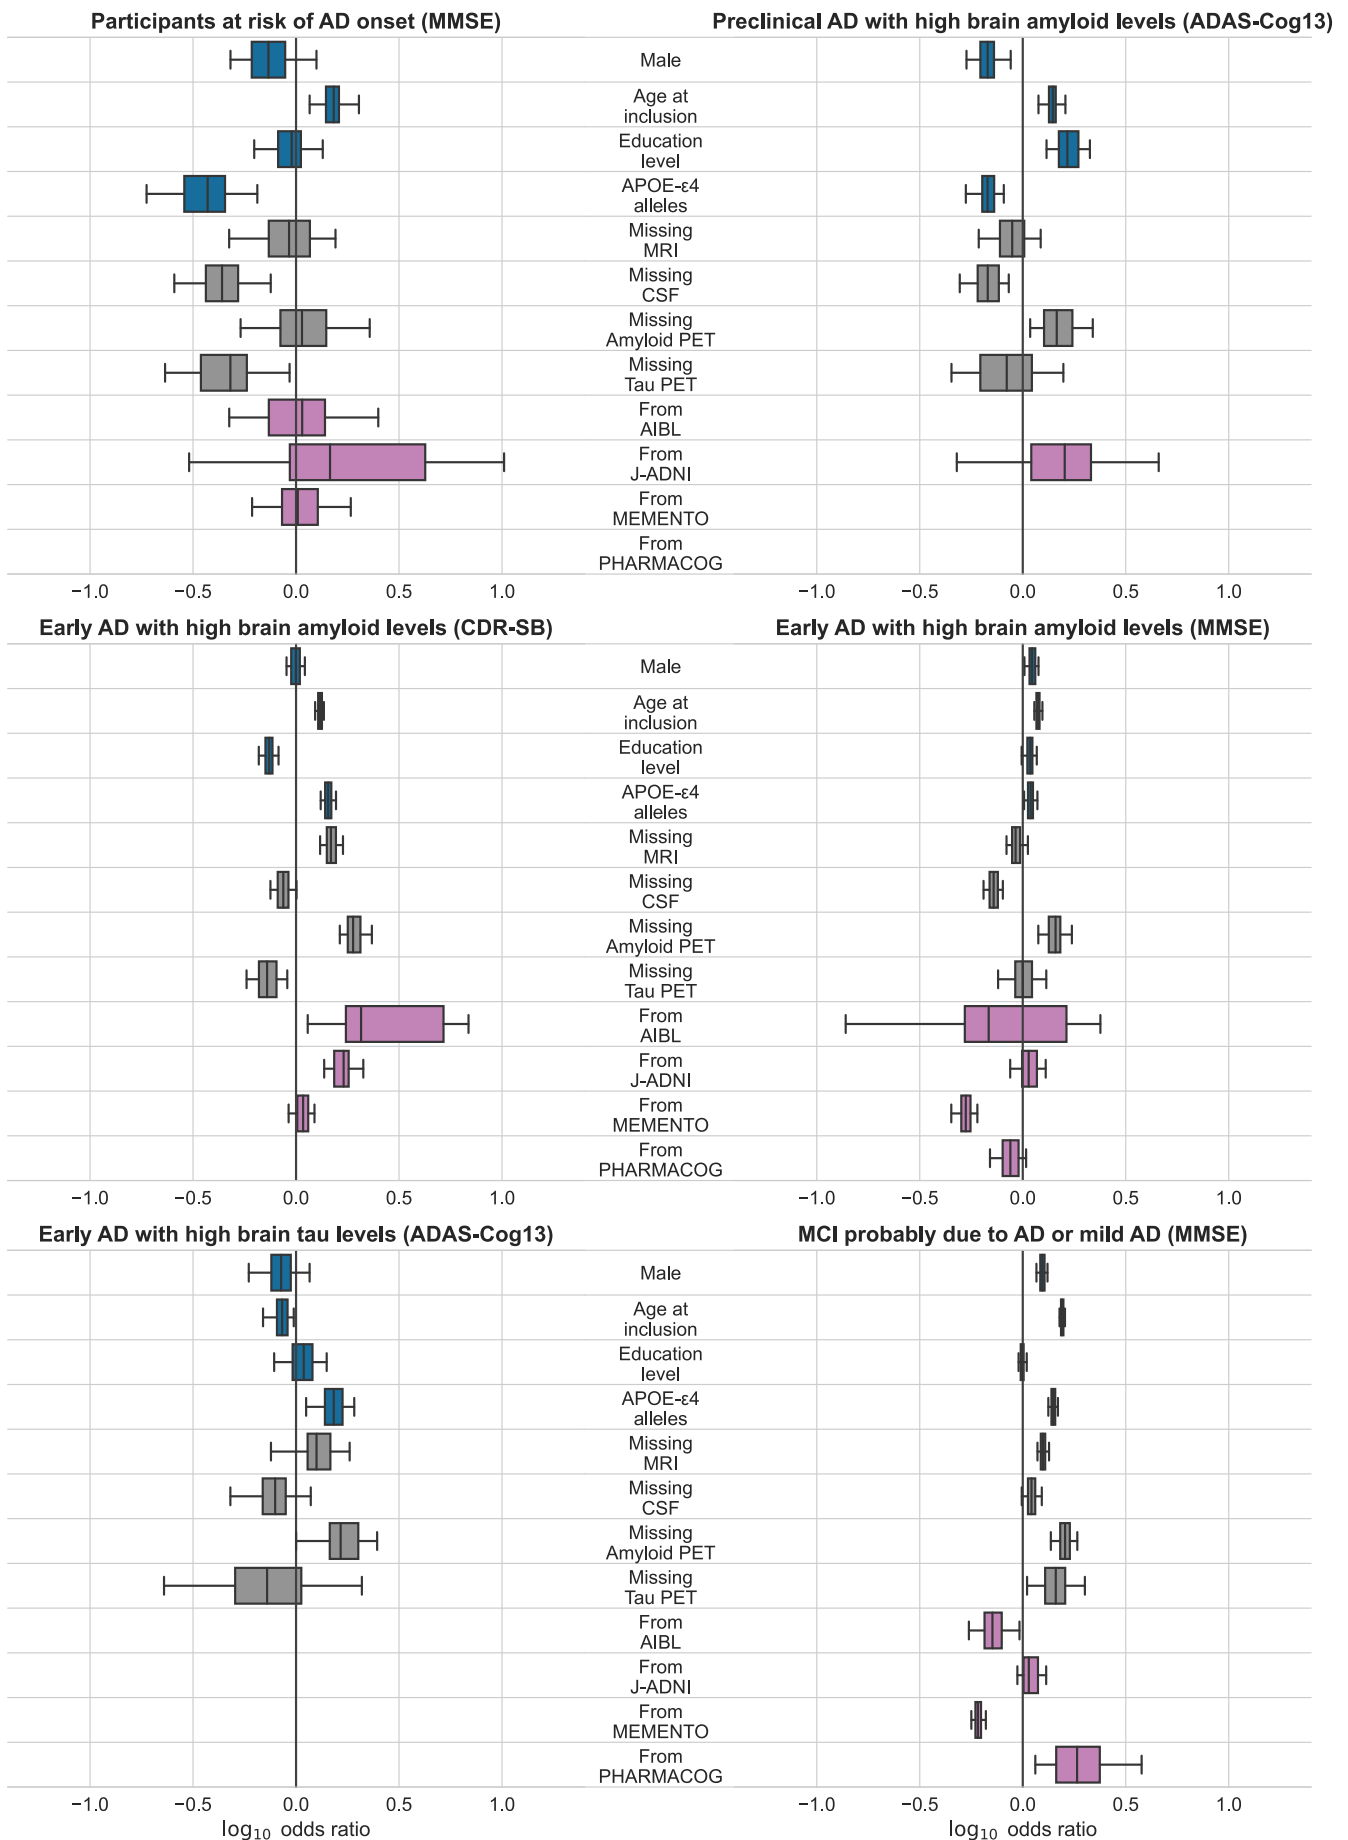 Participants at risk of AD onset (MMSE)
Preclinical AD with high brain amyloid levels (ADAS-Cog13)
Male
Age at
inclusion
Education
level
APOE-ε4
alleles
Missing
MRI
Missing
CSF
Missing
Amyloid PET
Missing
Tau PET
From
AIBL
From
J-ADNI
From
MEMENTO
From
PHARMACOG
−1.0 −0.5 0.0 0.5 1.0
−1.0 −0.5 0.0 0.5 1.0
Early AD with high brain amyloid levels (CDR-SB)
Early AD with high brain amyloid levels (MMSE)
Male
Age at
inclusion
Education
level
APOE-ε4
alleles
Missing
MRI
Missing
CSF
Missing
Amyloid PET
Missing
Tau PET
From
AIBL
From
J-ADNI
From
MEMENTO
From
PHARMACOG
−1.0 −0.5 0.0 0.5 1.0
−1.0 −0.5 0.0 0.5 1.0
Early AD with high brain tau levels (ADAS-Cog13)
MCI probably due to AD or mild AD (MMSE)
Male
Age at
inclusion
Education
level
APOE-ε4
alleles
Missing
MRI
Missing
CSF
Missing
Amyloid PET
Missing
Tau PET
From
AIBL
From
J-ADNI
From
MEMENTO
From
PHARMACOG
−1.0 −0.5 0.0 0.5 1.0
−1.0 −0.5 0.0 0.5 1.0
log₁₀ odds ratio
log₁₀ odds ratio